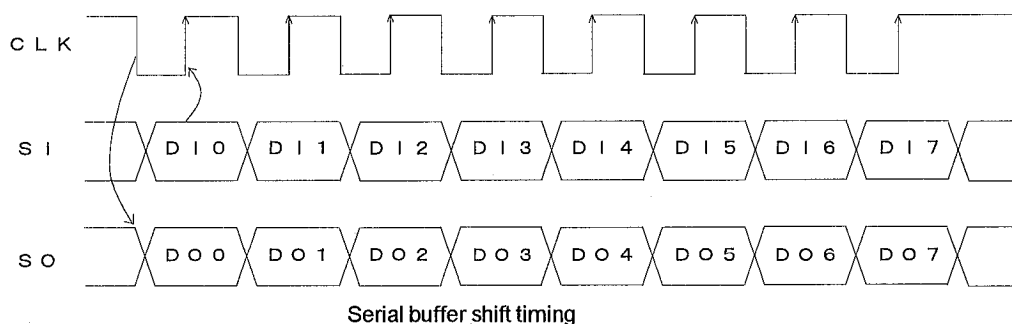 CLK
SI DI0 DI1 DI2 DI3 DI4 DI5 DI6 DI7
SO DO0 DO1 DO2 DO3 DO4 DO5 DO6 DO7
Serial buffer shift timing